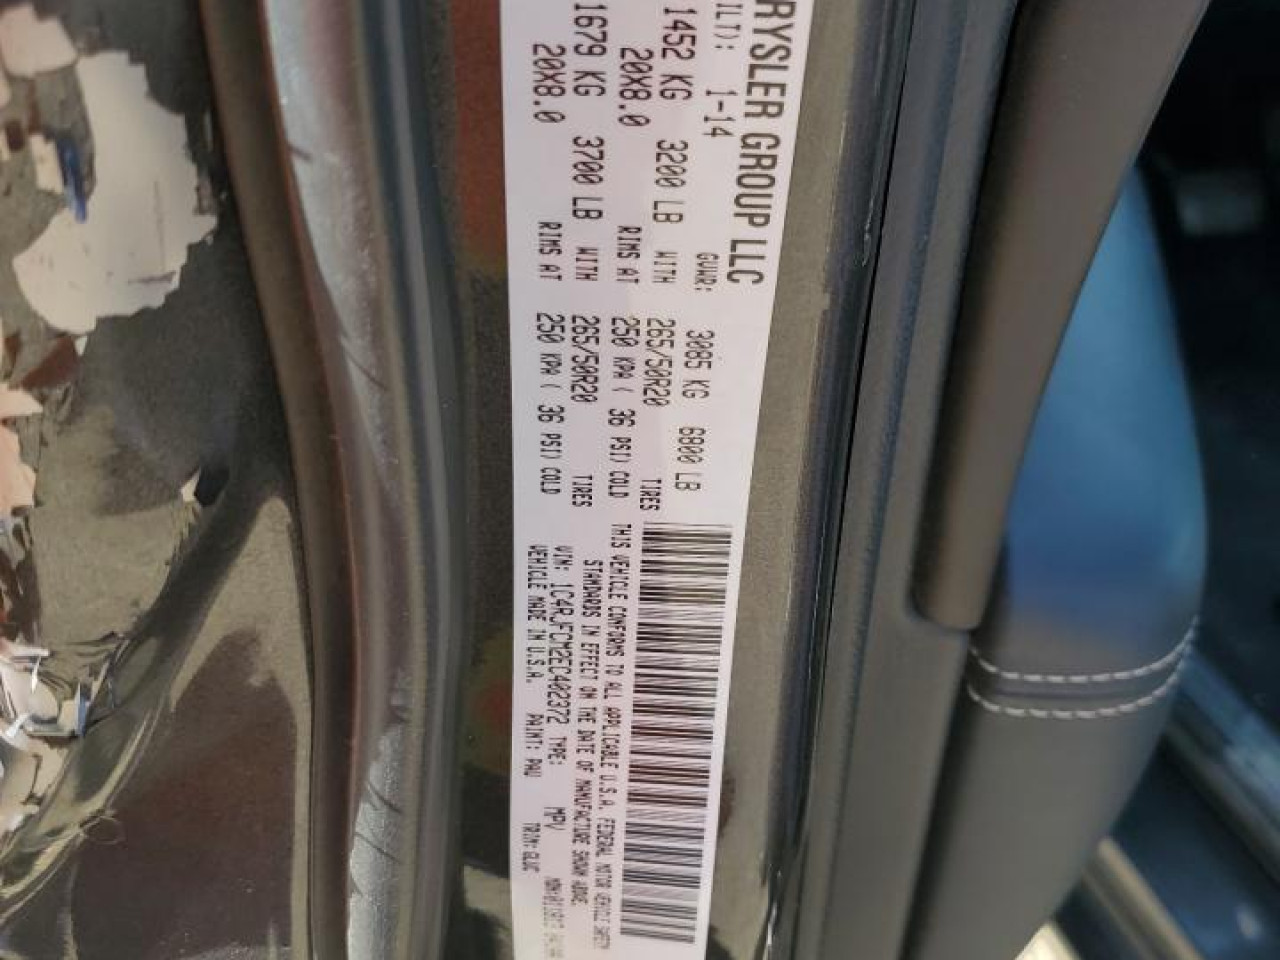 RYSLER GROUP LLC
ILT): 1-14 GVWR: 3085 KG 6800 LB
1452 KG 3200 LB WITH 265/50R20 TIRES
20X8.0 RIMS AT 250 KPA ( 36 PSI) COLD
1679 KG 3700 LB WITH 265/50R20 TIRES
20X8.0 RIMS AT 250 KPA ( 36 PSI) COLD
THIS VEHICLE CONFORMS TO ALL APPLICABLE U.S.A. FEDERAL MOTOR VEHICLE SAFETY
STANDARDS IN EFFECT ON THE DATE OF MANUFACTURE SHOWN ABOVE.
VIN: 1C4RJFCM2EC402372 TYPE: MPV
VEHICLE MADE IN U.S.A. PAINT: PAU TRIM: